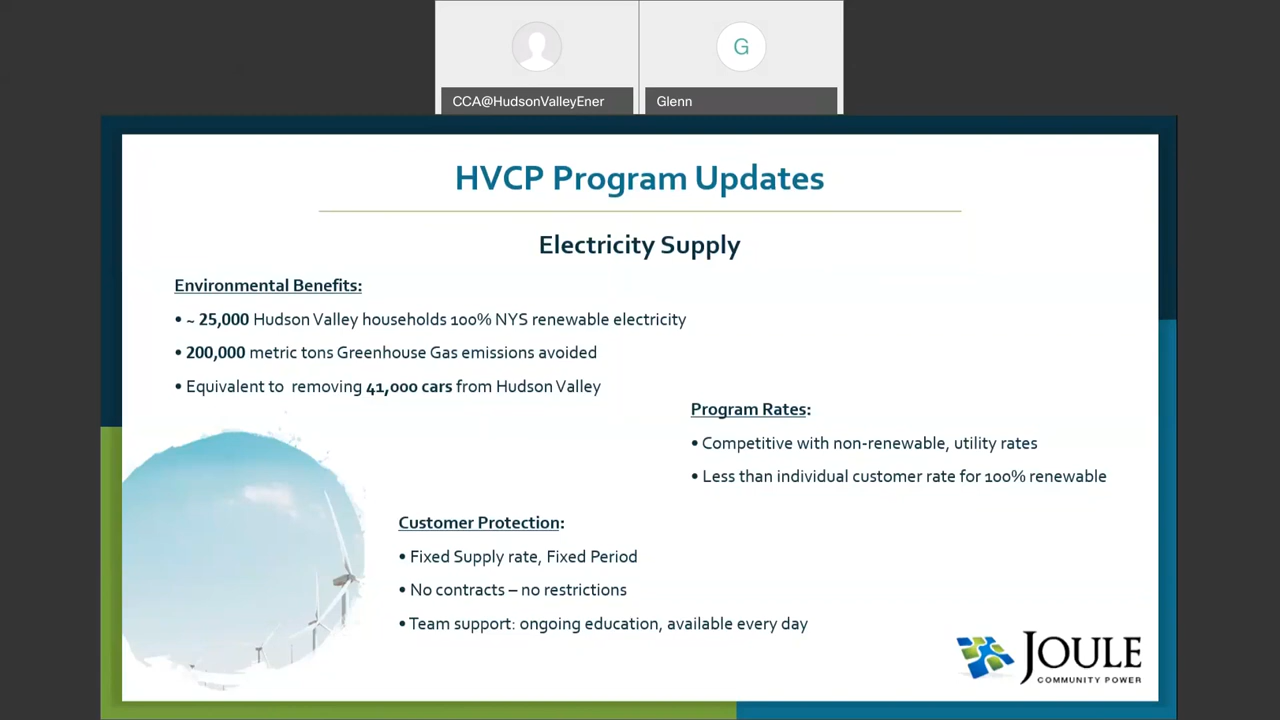 G
CCA@HudsonValleyEner
Glenn
HVCP Program Updates
Electricity Supply
Environmental Benefits:
• ~ 25,000 Hudson Valley households 100% NYS renewable electricity
• 200,000 metric tons Greenhouse Gas emissions avoided
• Equivalent to  removing 41,000 cars from Hudson Valley
Program Rates:
• Competitive with non-renewable, utility rates
• Less than individual customer rate for 100% renewable
Customer Protection:
• Fixed Supply rate, Fixed Period
• No contracts – no restrictions
• Team support: ongoing education, available every day
JOULE
COMMUNITY POWER